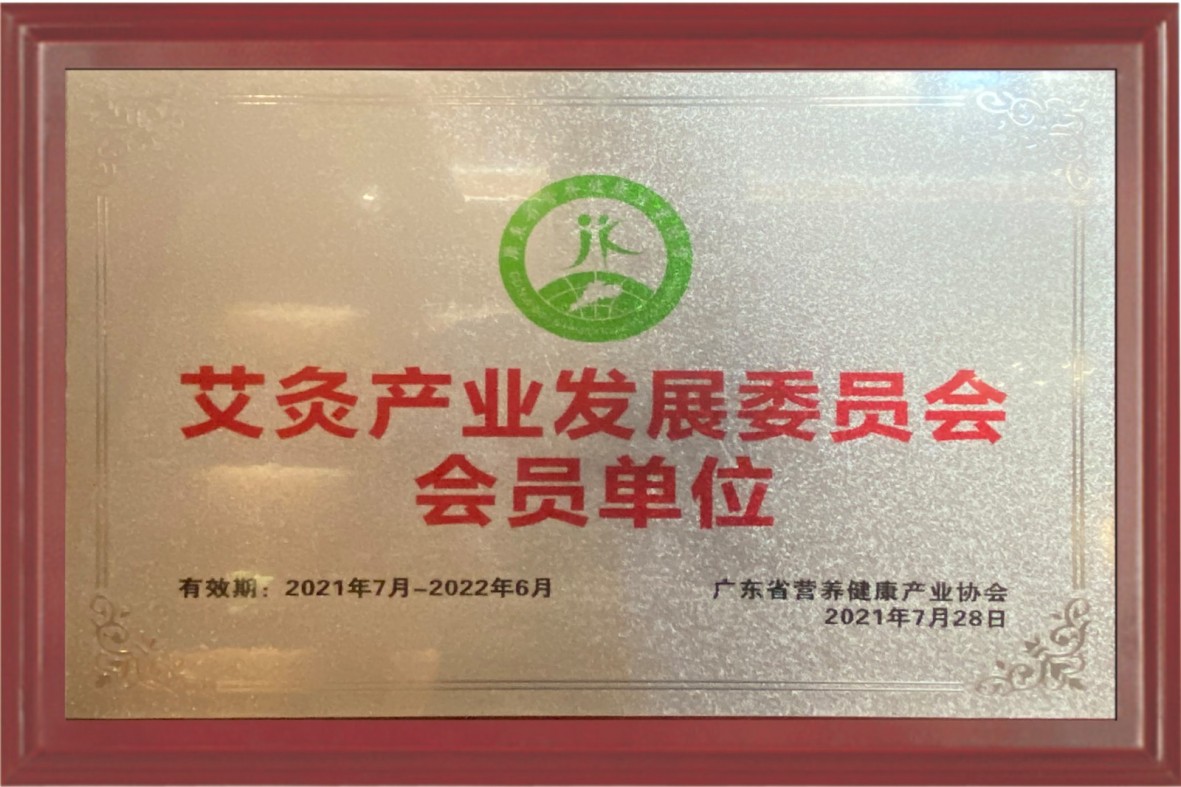 艾灸产业发展委员会
会员单位
有效期：2021年7月-2022年6月
广东省营养健康产业协会
2021年7月28日